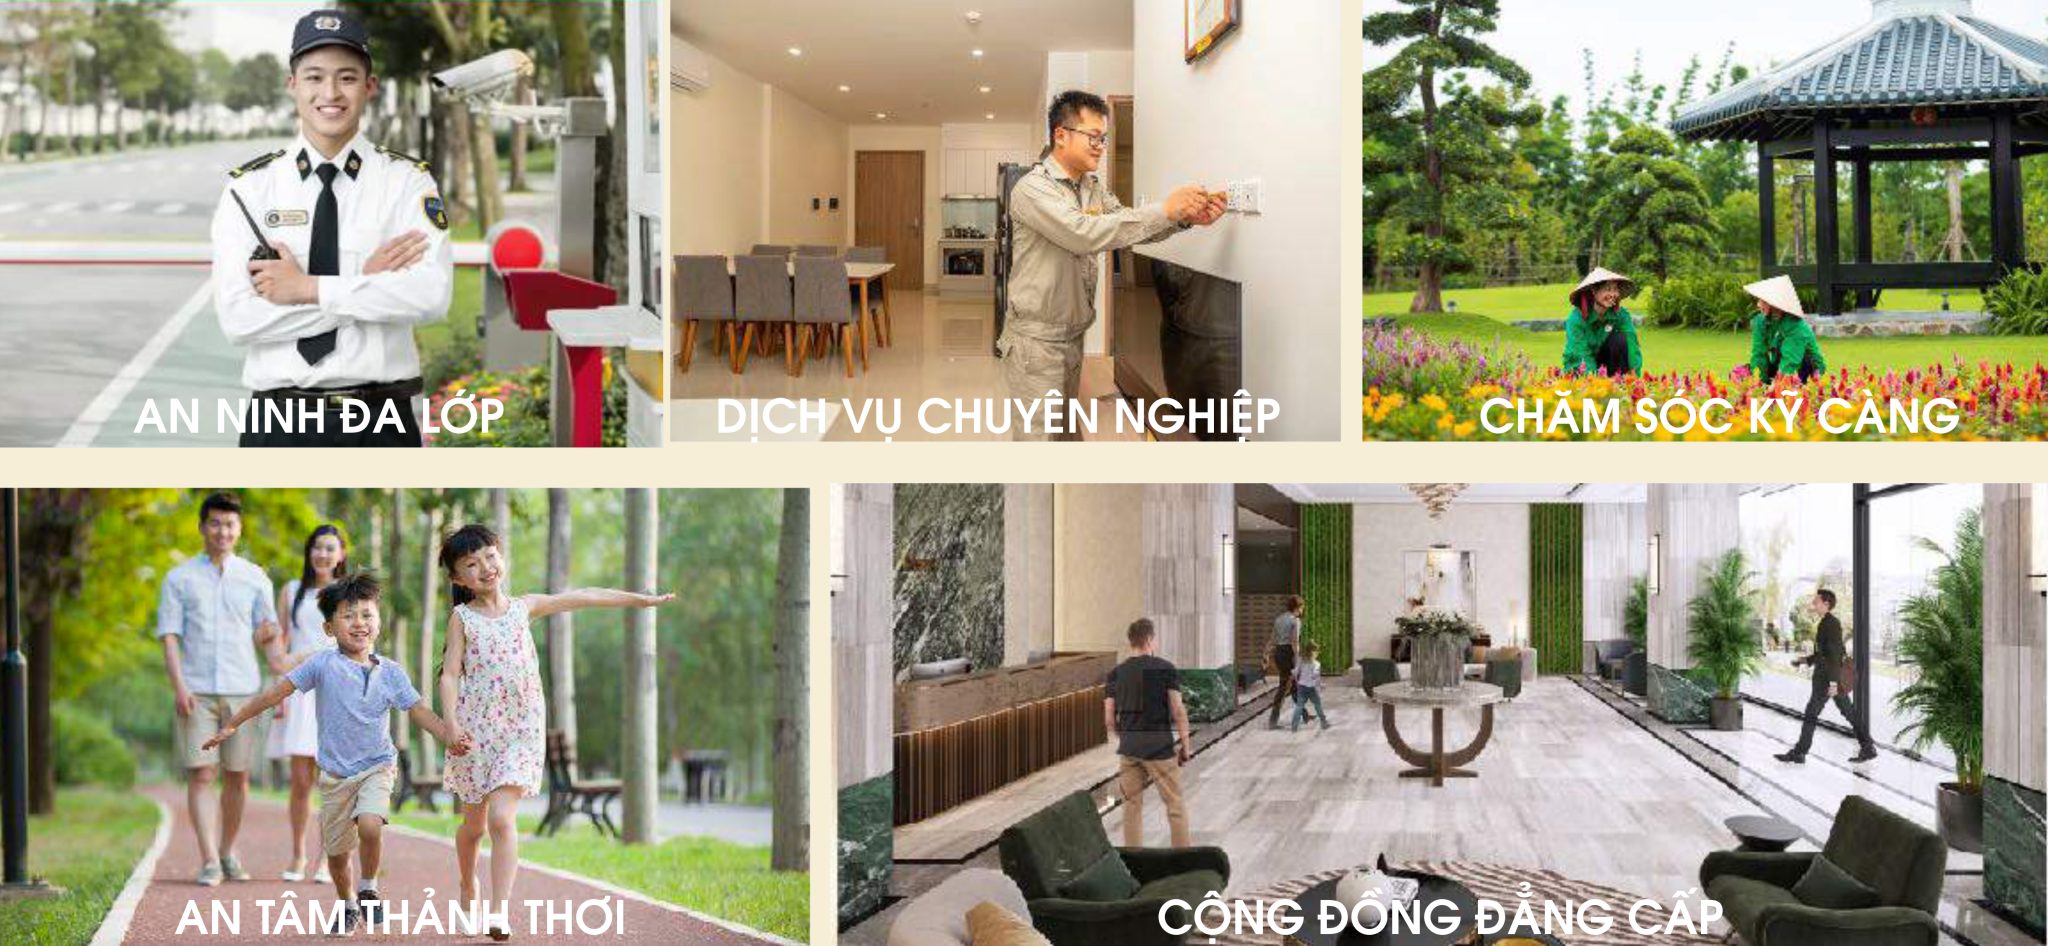 AN NINH ĐA LỚP
DỊCH VỤ CHUYÊN NGHIỆP
CHĂM SÓC KỸ CÀNG
AN TÂM THẢNH THƠI
CỘNG ĐỒNG ĐẲNG CẤP